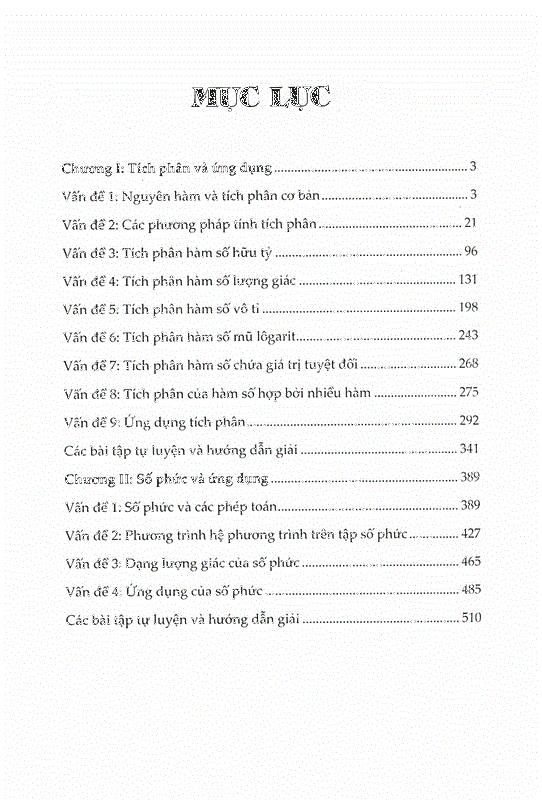 MỤC LỤC
Chương I: Tích phân và ứng dụng 3
Vấn đề 1: Nguyên hàm và tích phân cơ bản 3
Vấn đề 2: Các phương pháp tính tích phân 21
Vấn đề 3: Tích phân hàm số hữu tỷ 96
Vấn đề 4: Tích phân hàm số lượng giác 131
Vấn đề 5: Tích phân hàm số vô tỉ 198
Vấn đề 6: Tích phân hàm số mũ lôgarit 243
Vấn đề 7: Tích phân hàm số chứa giá trị tuyệt đối 268
Vấn đề 8: Tích phân của hàm số hợp bởi nhiều hàm 275
Vấn đề 9: Ứng dụng tích phân 292
Các bài tập tự luyện và hướng dẫn giải 341
Chương II: Số phức và ứng dụng 389
Vấn đề 1: Số phức và các phép toán 389
Vấn đề 2: Phương trình hệ phương trình trên tập số phức 427
Vấn đề 3: Dạng lượng giác của số phức 465
Vấn đề 4: Ứng dụng của số phức 485
Các bài tập tự luyện và hướng dẫn giải 510